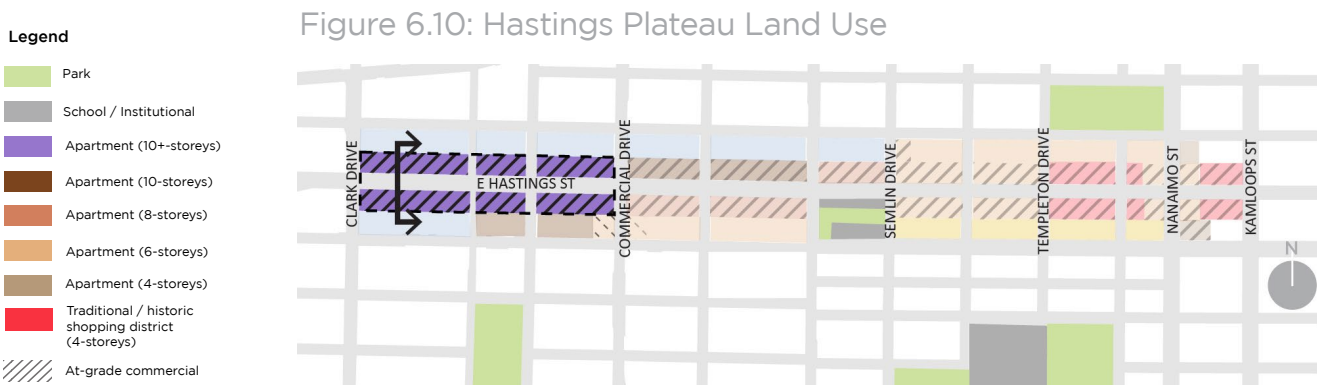 Figure 6.10: Hastings Plateau Land Use
Legend
Park
School / Institutional
Apartment (10+-storeys)
Apartment (10-storeys)
Apartment (8-storeys)
Apartment (6-storeys)
Apartment (4-storeys)
Traditional / historic
shopping district
(4-storeys)
At-grade commercial
CLARK DRIVE
E HASTINGS ST
COMMERCIAL DRIVE
SEMLIN DRIVE
TEMPLETON DRIVE
NANAIMO ST
KAMLOOPS ST
N